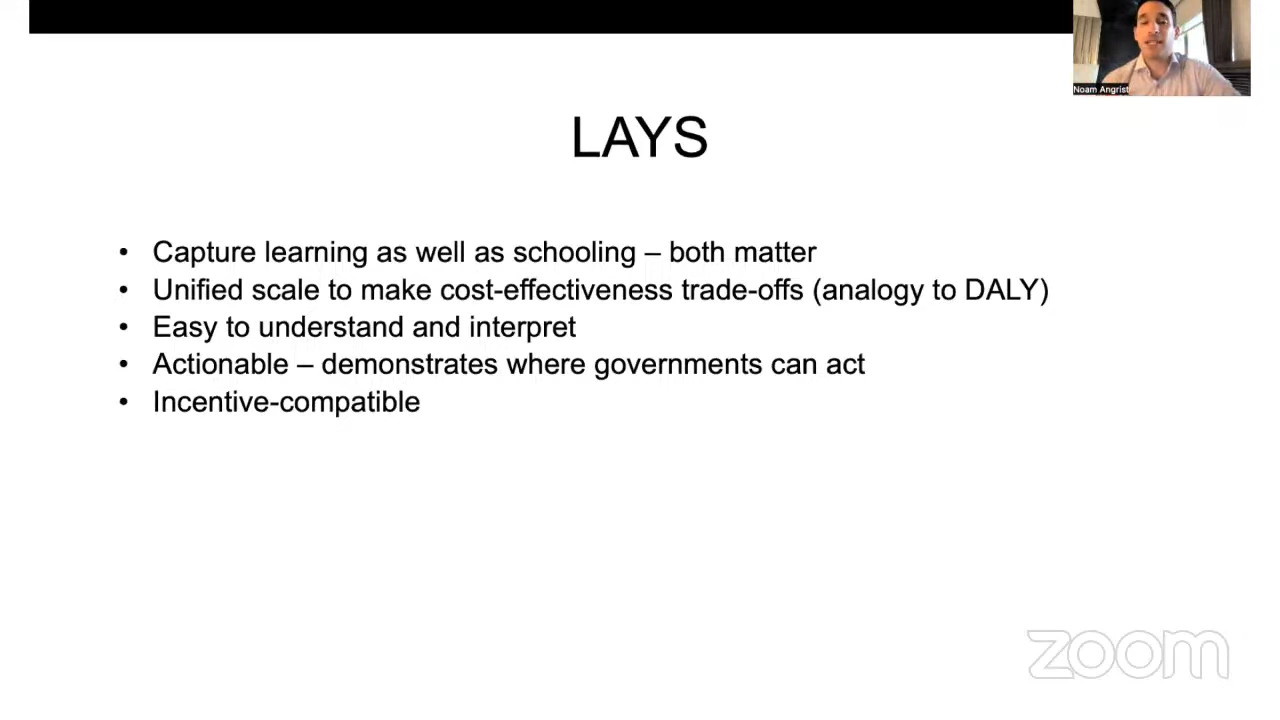 Noam Angrist
LAYS
• Capture learning as well as schooling – both matter
• Unified scale to make cost-effectiveness trade-offs (analogy to DALY)
• Easy to understand and interpret
• Actionable – demonstrates where governments can act
• Incentive-compatible
zoom